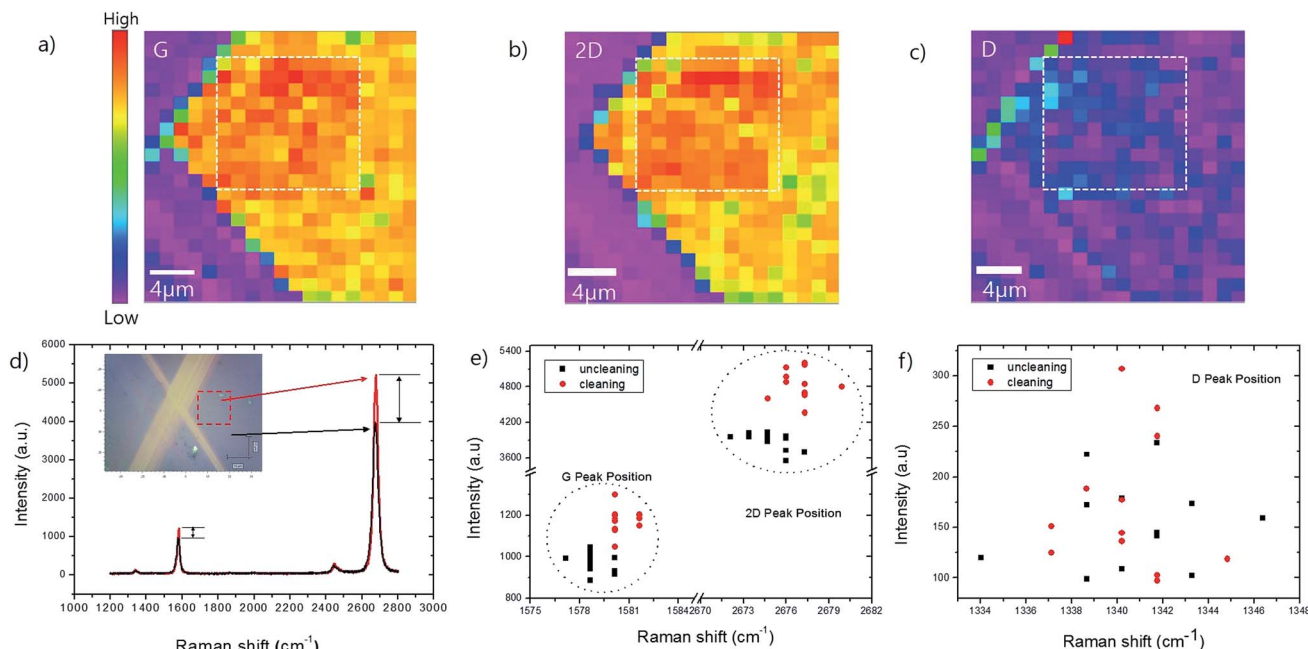 High
Low
a)
G
4μm
b)
2D
4μm
c)
D
4μm
d)
6000
5000
4000
3000
2000
1000
0
Intensity (a.u.)
1000 1200 1400 1600 1800 2000 2200 2400 2600 2800 3000
Raman shift (cm-1)
e)
5400
4800
4200
3600
1200
1000
800
Intensity (a.u)
uncleaning
cleaning
G Peak Position
2D Peak Position
1575 1578 1581 1584 2670 2673 2676 2679 2682
Raman shift (cm-1)
f)
300
250
200
150
100
Intensity (a.u)
uncleaning
cleaning
D Peak Position
1334 1336 1338 1340 1342 1344 1346 1348
Raman shift (cm-1)